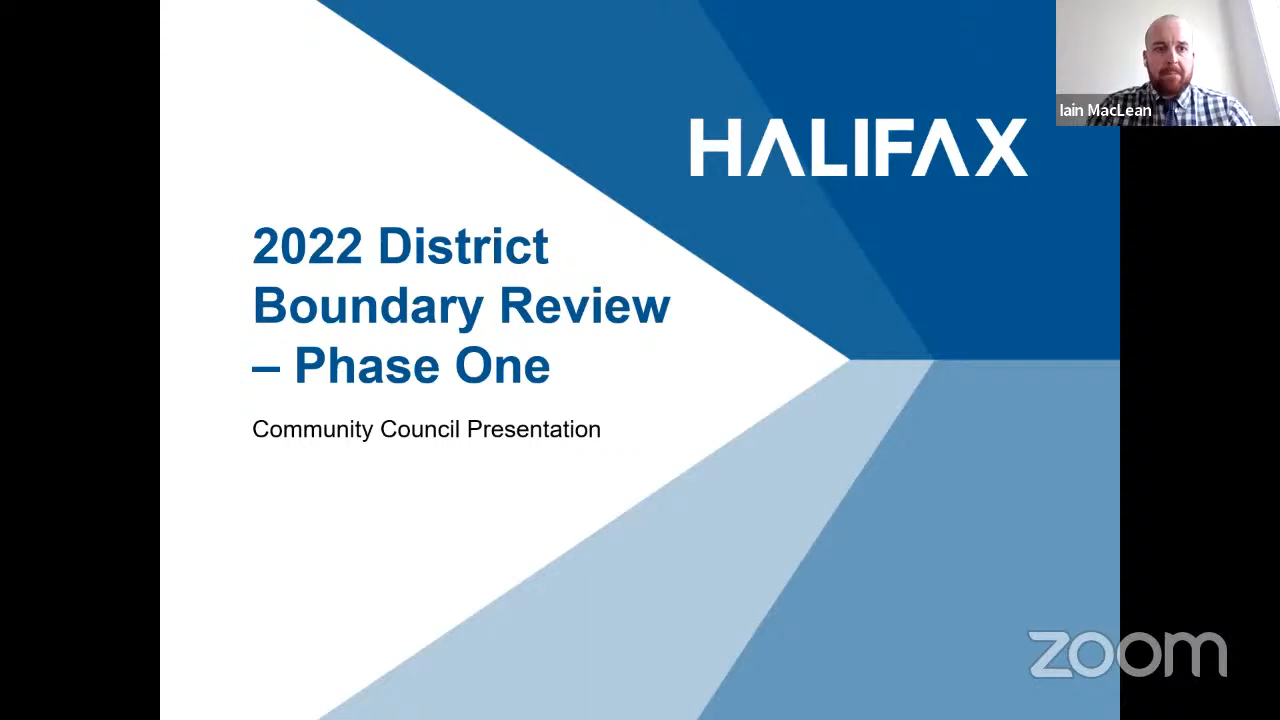 Iain MacLean
HALIFAX
2022 District
Boundary Review
– Phase One
Community Council Presentation
zoom